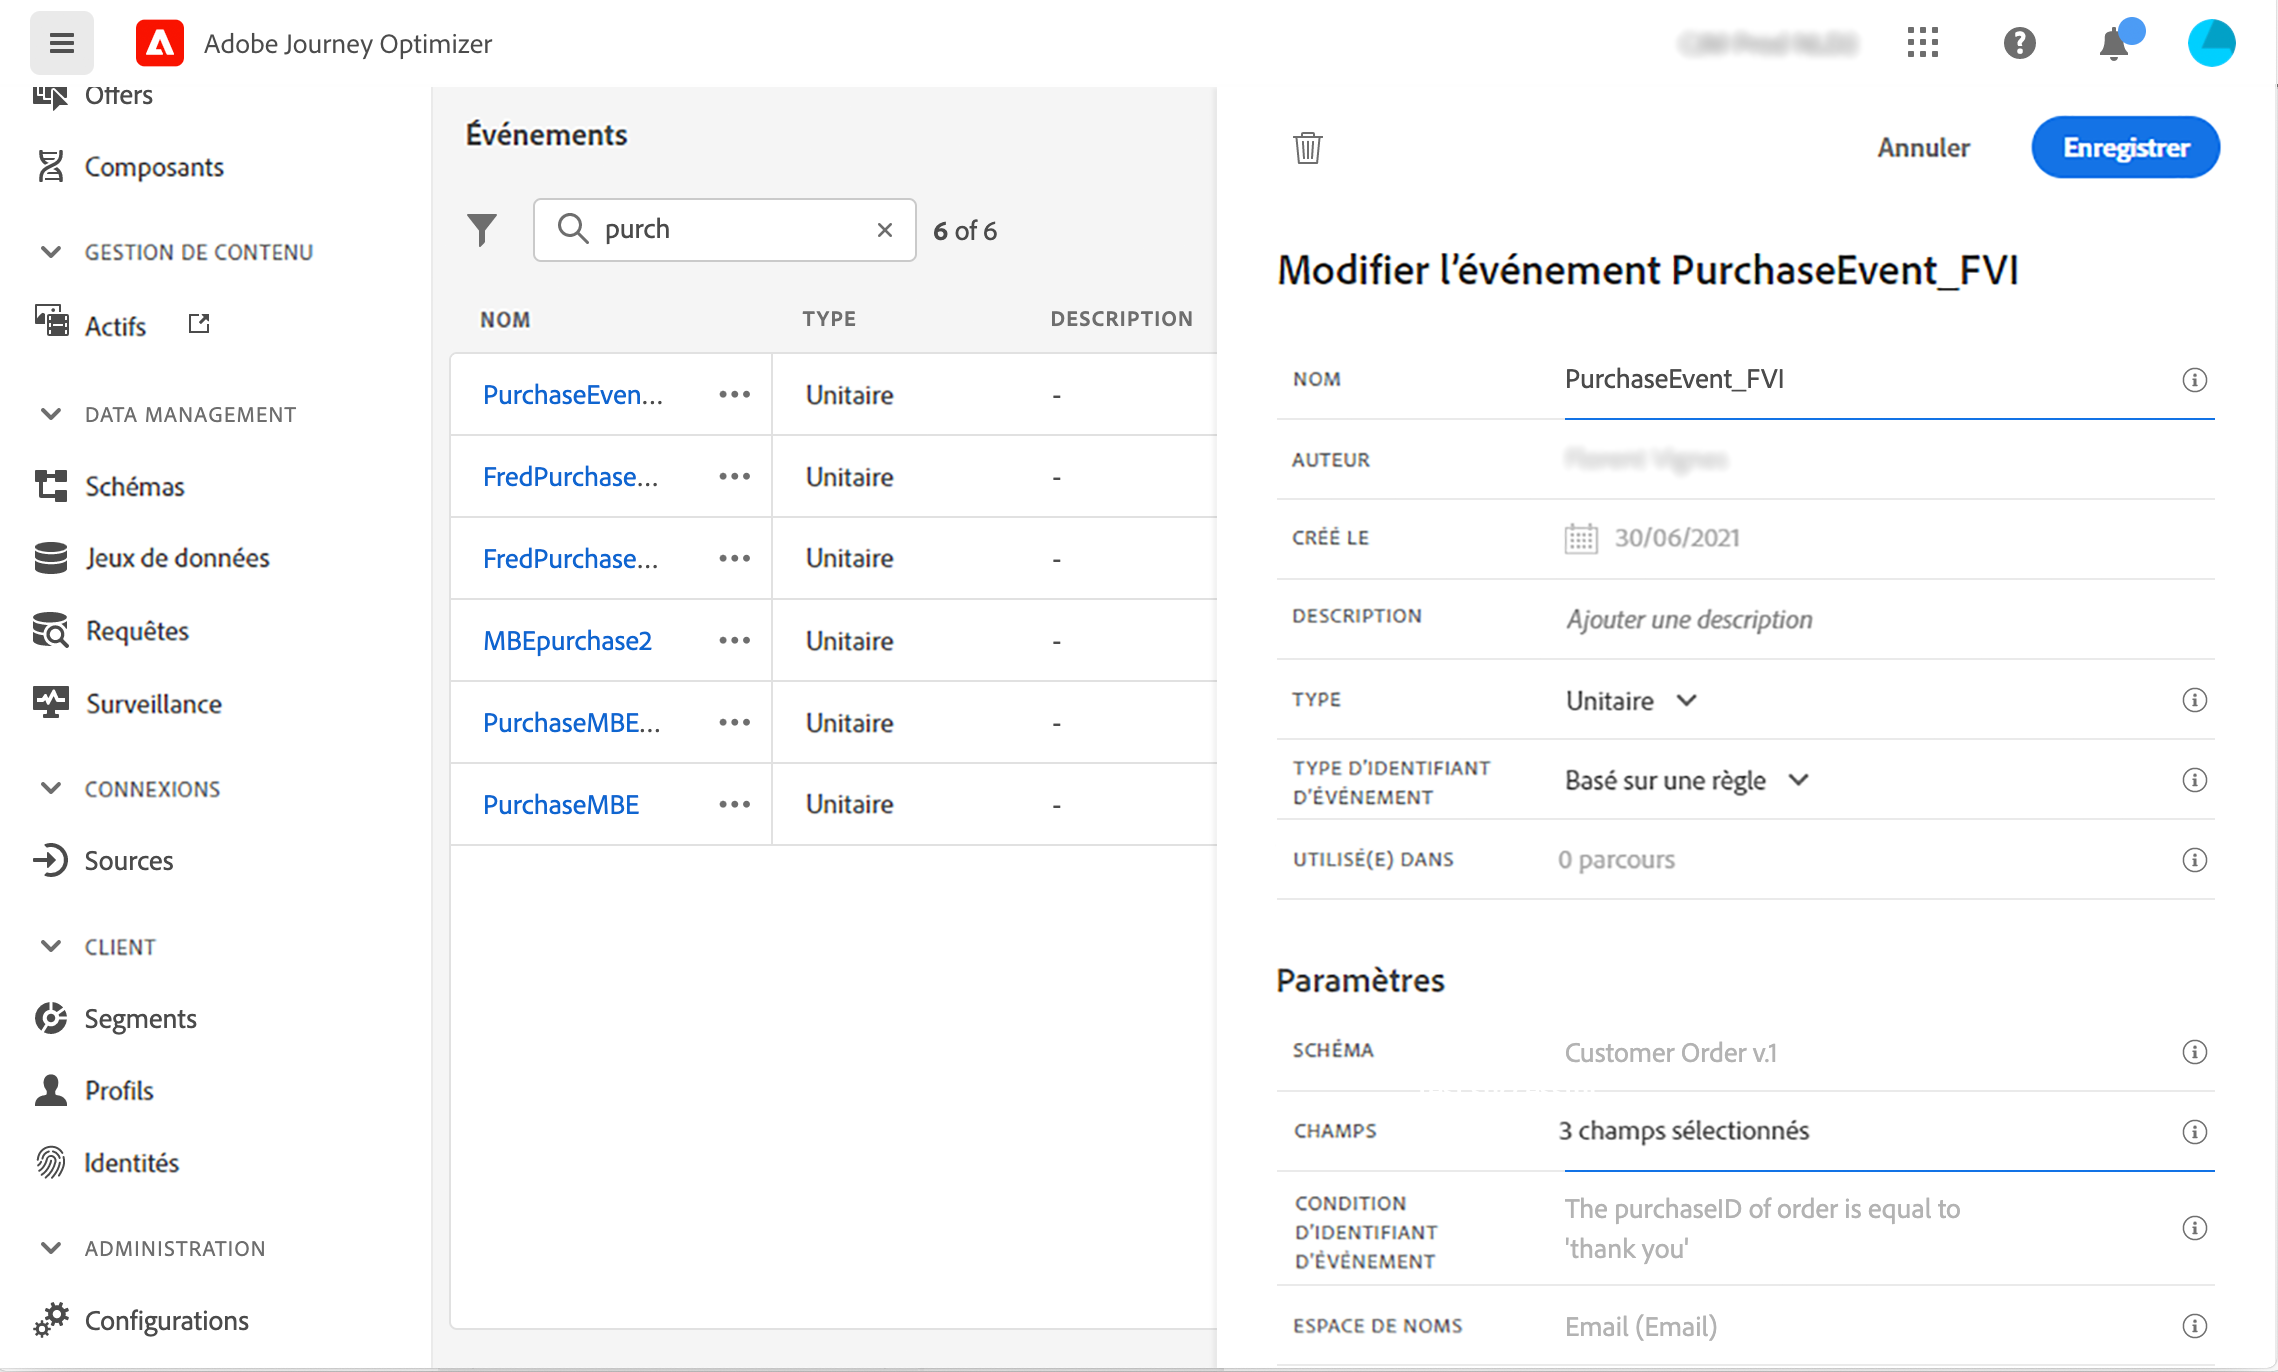 Adobe Journey Optimizer
Offers
Composants
GESTION DE CONTENU
Actifs
DATA MANAGEMENT
Schémas
Jeux de données
Requêtes
Surveillance
CONNEXIONS
Sources
CLIENT
Segments
Profils
Identités
ADMINISTRATION
Configurations
Événements
purch
6 of 6
NOM TYPE DESCRIPTION
PurchaseEven... Unitaire -
FredPurchase... Unitaire -
FredPurchase... Unitaire -
MBEpurchase2 Unitaire -
PurchaseMBE... Unitaire -
PurchaseMBE Unitaire -
Annuler Enregistrer
Modifier l’événement PurchaseEvent_FVI
NOM PurchaseEvent_FVI
AUTEUR
CRÉÉ LE 30/06/2021
DESCRIPTION Ajouter une description
TYPE Unitaire
TYPE D’IDENTIFIANT
D’ÉVÉNEMENT
Basé sur une règle
UTILISÉ(E) DANS 0 parcours
Paramètres
SCHÉMA Customer Order v.1
CHAMPS 3 champs sélectionnés
CONDITION
D’IDENTIFIANT
D’ÉVÉNEMENT
The purchaseID of order is equal to
'thank you'
ESPACE DE NOMS Email (Email)